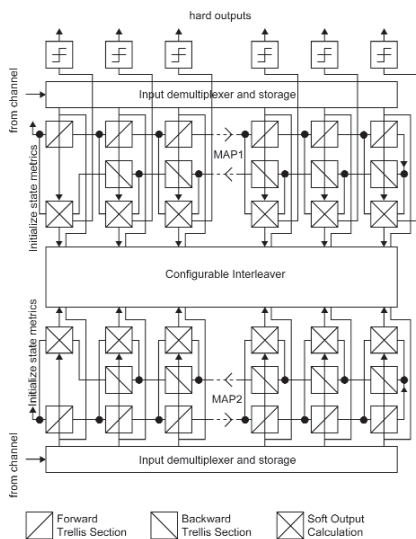 hard outputs
from channel
Input demultiplexer and storage
Initialize state metrics
MAP1
Configurable Interleaver
Initialize state metrics
MAP2
from channel
Input demultiplexer and storage
Forward
Trellis Section
Backward
Trellis Section
Soft Output
Calculation